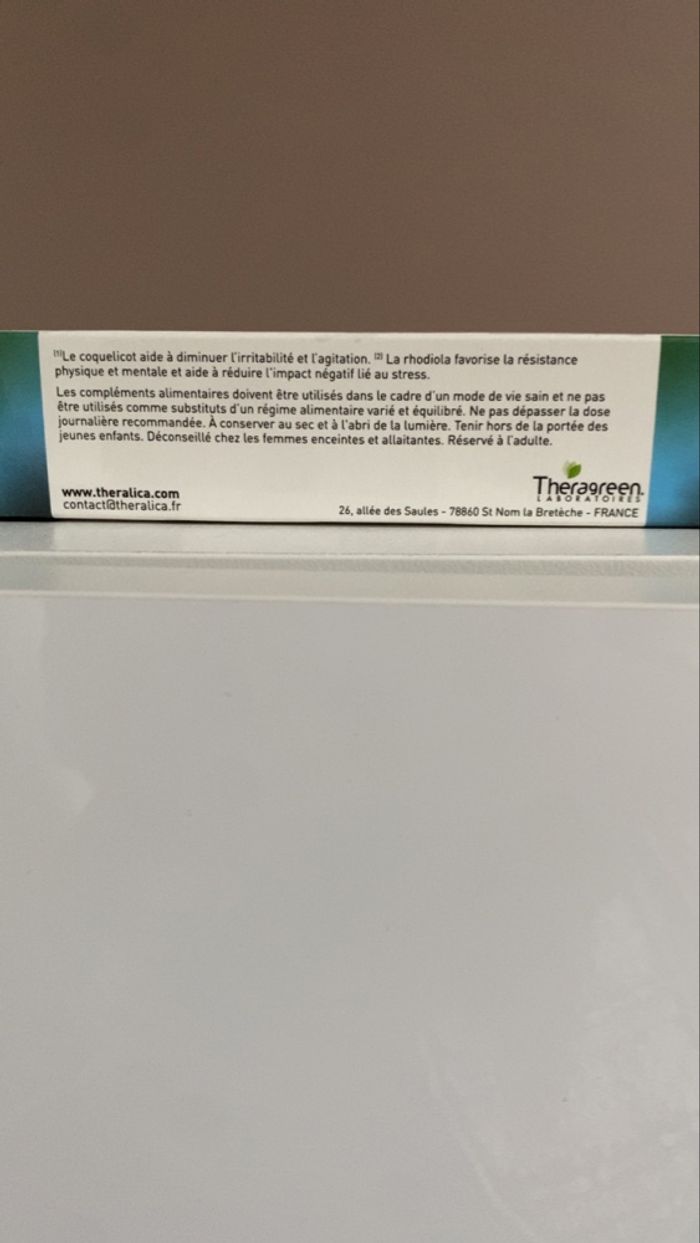 (1)Le coquelicot aide à diminuer l'irritabilité et l'agitation. (2) La rhodiola favorise la résistance
physique et mentale et aide à réduire l'impact négatif lié au stress.
Les compléments alimentaires doivent être utilisés dans le cadre d'un mode de vie sain et ne pas
être utilisés comme substituts d'un régime alimentaire varié et équilibré. Ne pas dépasser la dose
journalière recommandée. À conserver au sec et à l'abri de la lumière. Tenir hors de la portée des
jeunes enfants. Déconseillé chez les femmes enceintes et allaitantes. Réservé à l'adulte.
Theragreen.
LABORATOIRES
www.theralica.com
contact@theralica.fr
26, allée des Saules - 78860 St Nom la Bretèche - FRANCE